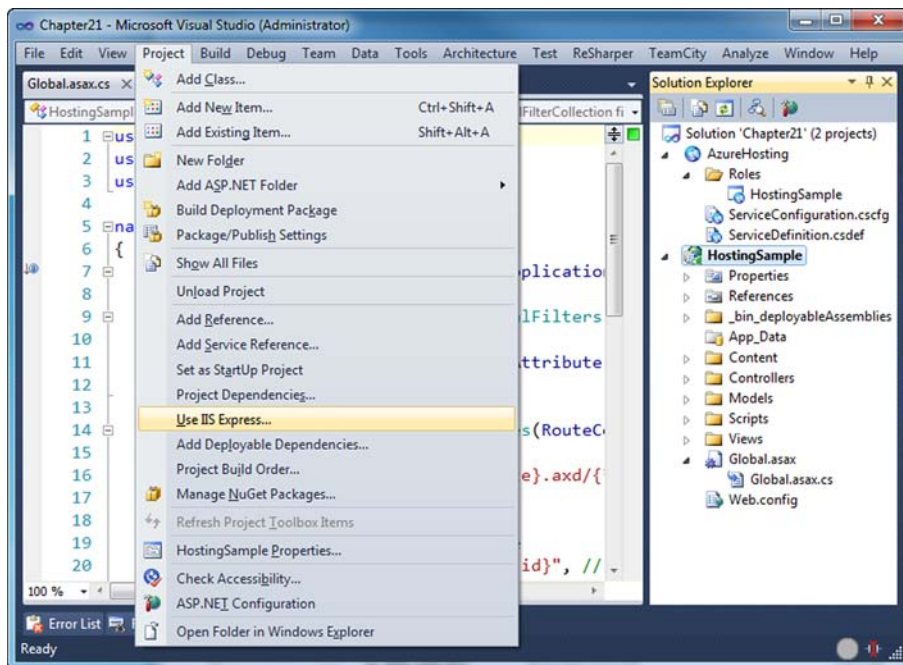 Chapter21 - Microsoft Visual Studio (Administrator)
File Edit View Project Build Debug Team Data Tools Architecture Test ReSharper TeamCity Analyze Window Help
Global.asax.cs
HostingSampl
lFilterCollection fi
1 us
2 us
3 us
4
5 na
6 {
7 plicatio
8
9 lFilters
10
11 ttribute
12
13
14 s(RouteC
15
16 e}.axd/{
17
18
19
20 id}", //
100 %
Add Class...
Add New Item... Ctrl+Shift+A
Add Existing Item... Shift+Alt+A
New Folder
Add ASP.NET Folder
Build Deployment Package
Package/Publish Settings
Show All Files
Unload Project
Add Reference...
Add Service Reference...
Set as StartUp Project
Project Dependencies...
Use IIS Express...
Add Deployable Dependencies...
Project Build Order...
Manage NuGet Packages...
Refresh Project Toolbox Items
HostingSample Properties...
Check Accessibility...
ASP.NET Configuration
Open Folder in Windows Explorer
Solution Explorer
Solution 'Chapter21' (2 projects)
AzureHosting
Roles
HostingSample
ServiceConfiguration.cscfg
ServiceDefinition.csdef
HostingSample
Properties
References
_bin_deployableAssemblies
App_Data
Content
Controllers
Models
Scripts
Views
Global.asax
Global.asax.cs
Web.config
Error List
Ready